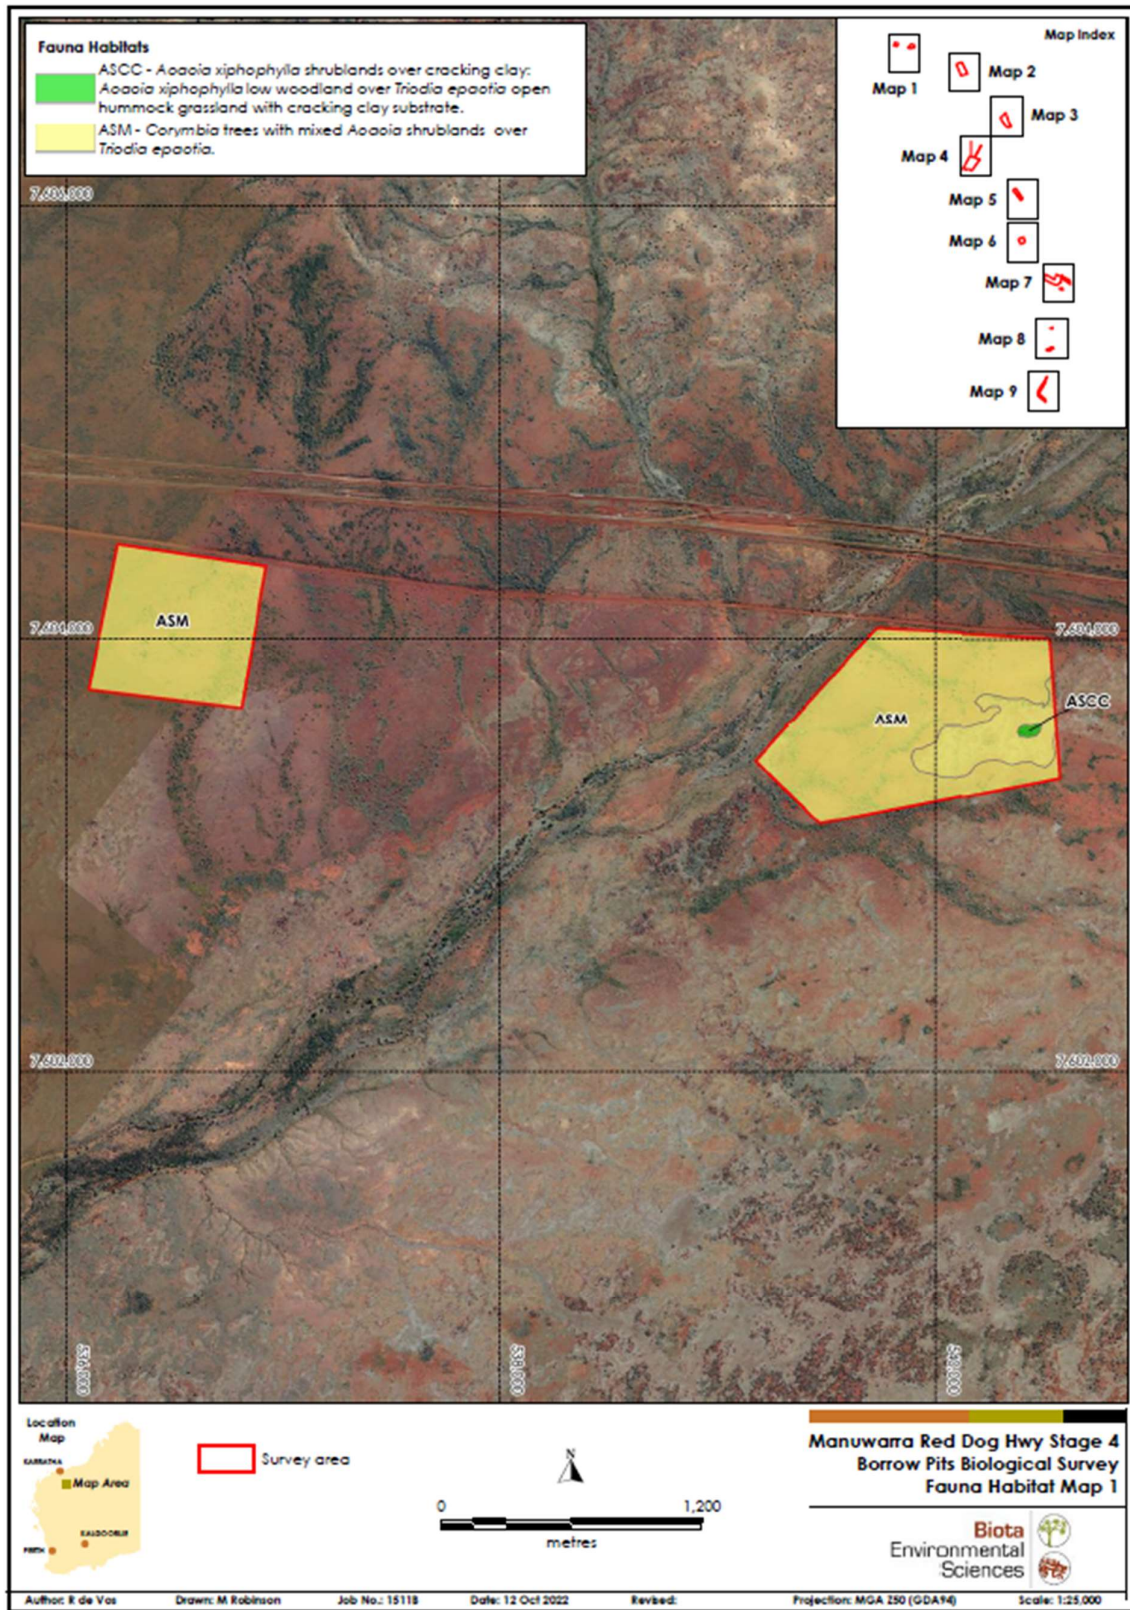 Fauna Habitats
ASCC - Acacia xiphophylla shrublands over cracking clay:
Acacia xiphophylla low woodland over Triodia epactia open
hummock grassland with cracking clay substrate.
ASM - Corymbia trees with mixed Acacia shrublands over
Triodia epactia.
Map Index
Map 1
Map 2
Map 3
Map 4
Map 5
Map 6
Map 7
Map 8
Map 9
7,606,000
7,604,000
7,604,000
ASM
ASM
ASCC
7,602,000
7,602,000
536,000
538,000
540,000
Location
Map
KARRATHA
Map Area
KALGOORLIE
PERTH
Survey area
N
0 1,200
metres
Manuwarra Red Dog Hwy Stage 4
Borrow Pits Biological Survey
Fauna Habitat Map 1
Biota
Environmental
Sciences
Author: R de Vos Drawn: M Robinson Job No.: 1511B Date: 12 Oct 2022 Revised: Projection: MGA Z50 (GDA94) Scale: 1:25,000